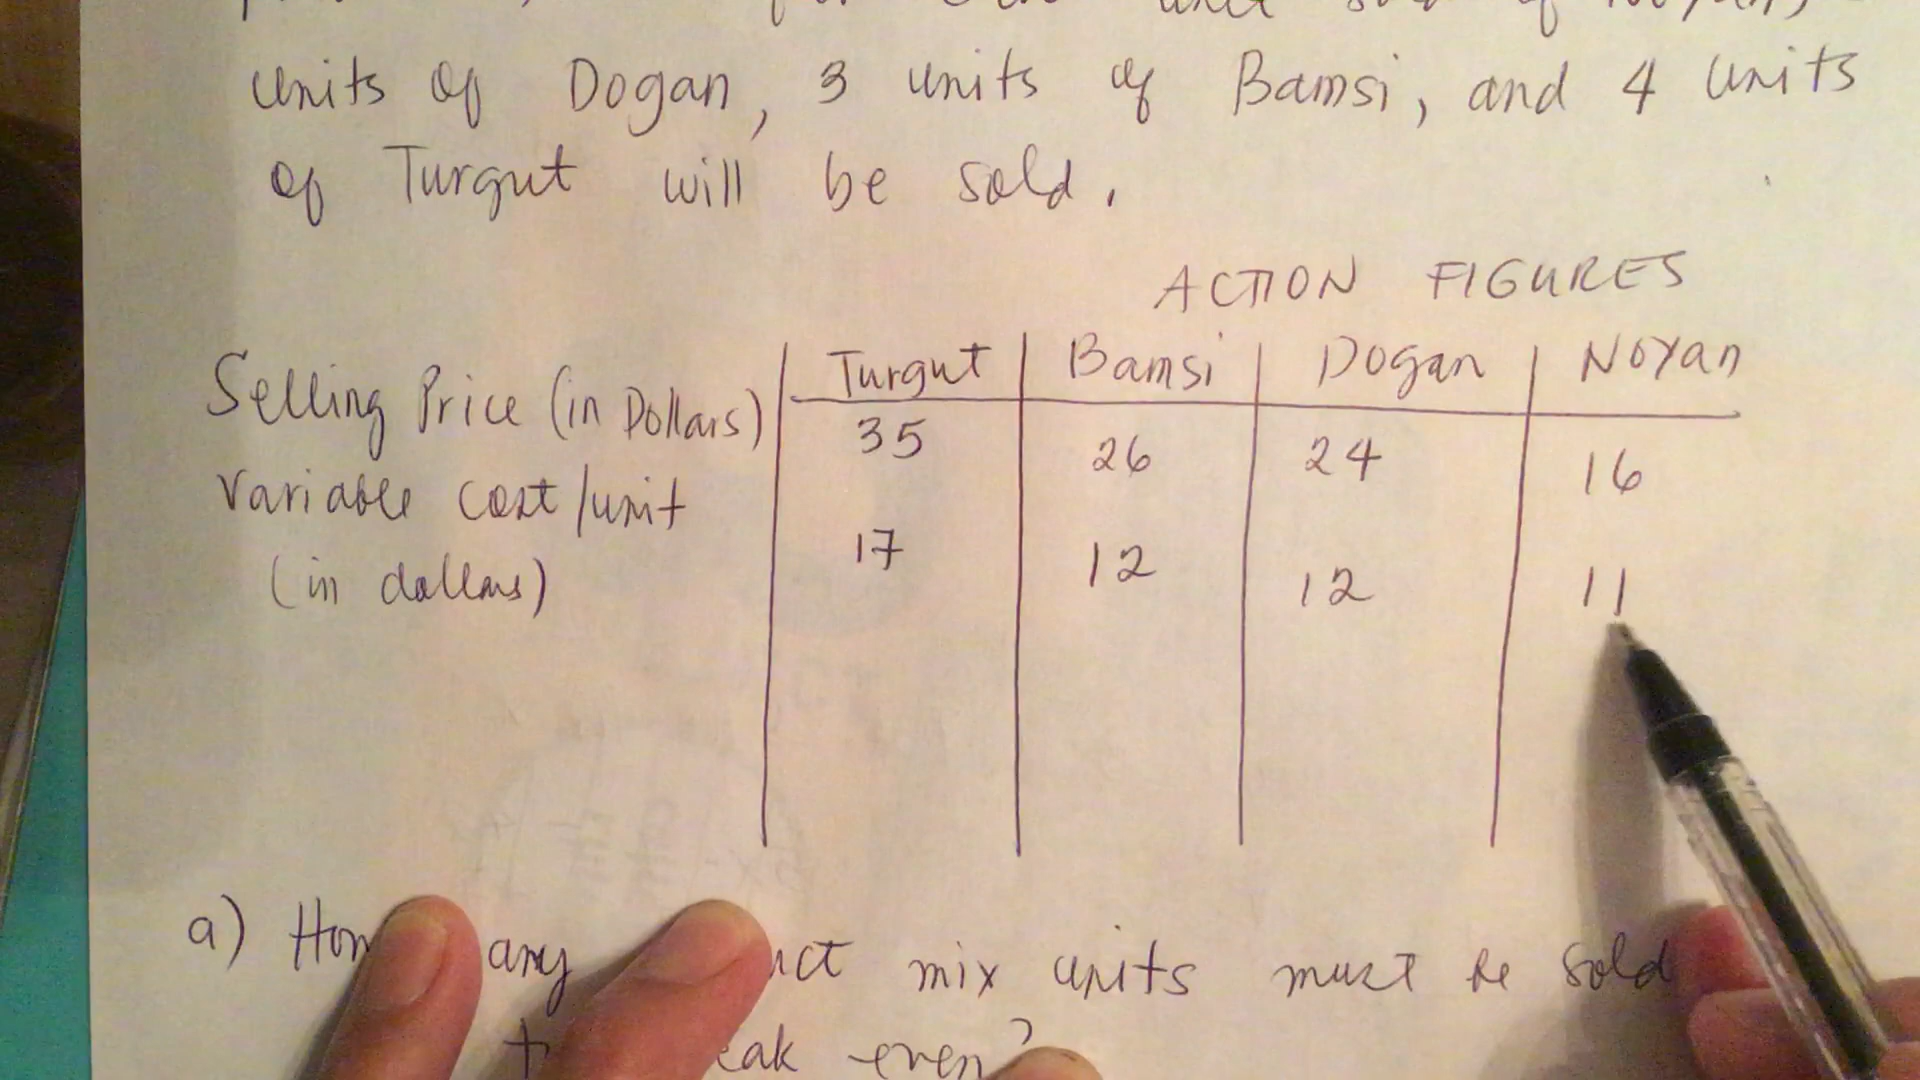 units of Dogan, 3 units of Bamsi, and 4 units
of Turgut will be sold.
ACTION FIGURES
Turgut Bamsi Dogan Noyan
Selling Price (in Dollars) 35 26 24 16
Variable cost/unit
(in dollars) 17 12 12 11
a) any mix units must be sold
even?